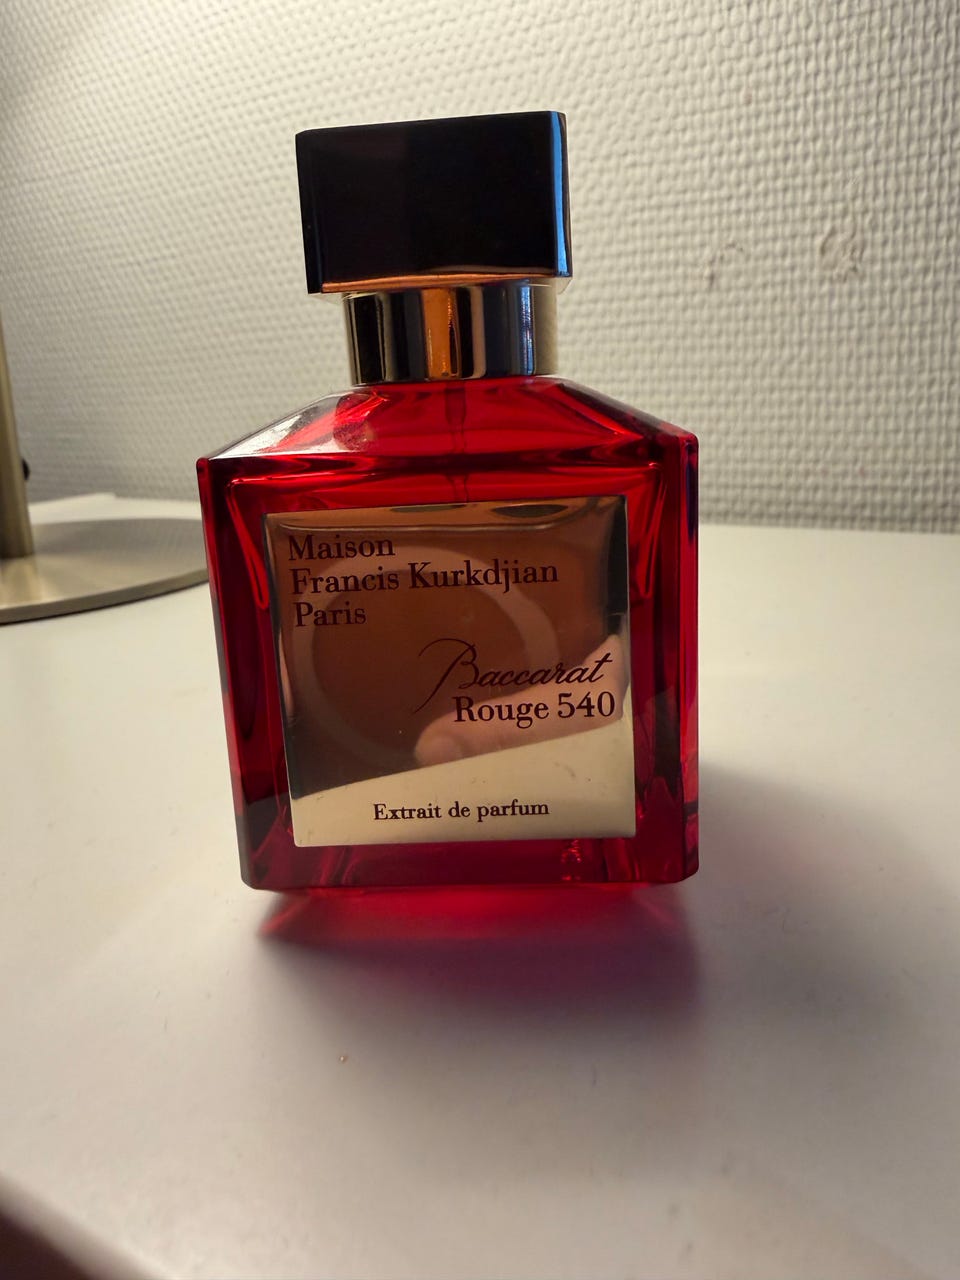 Maison
Francis Kurkdjian
Paris
Baccarat
Rouge 540
Extrait de parfum